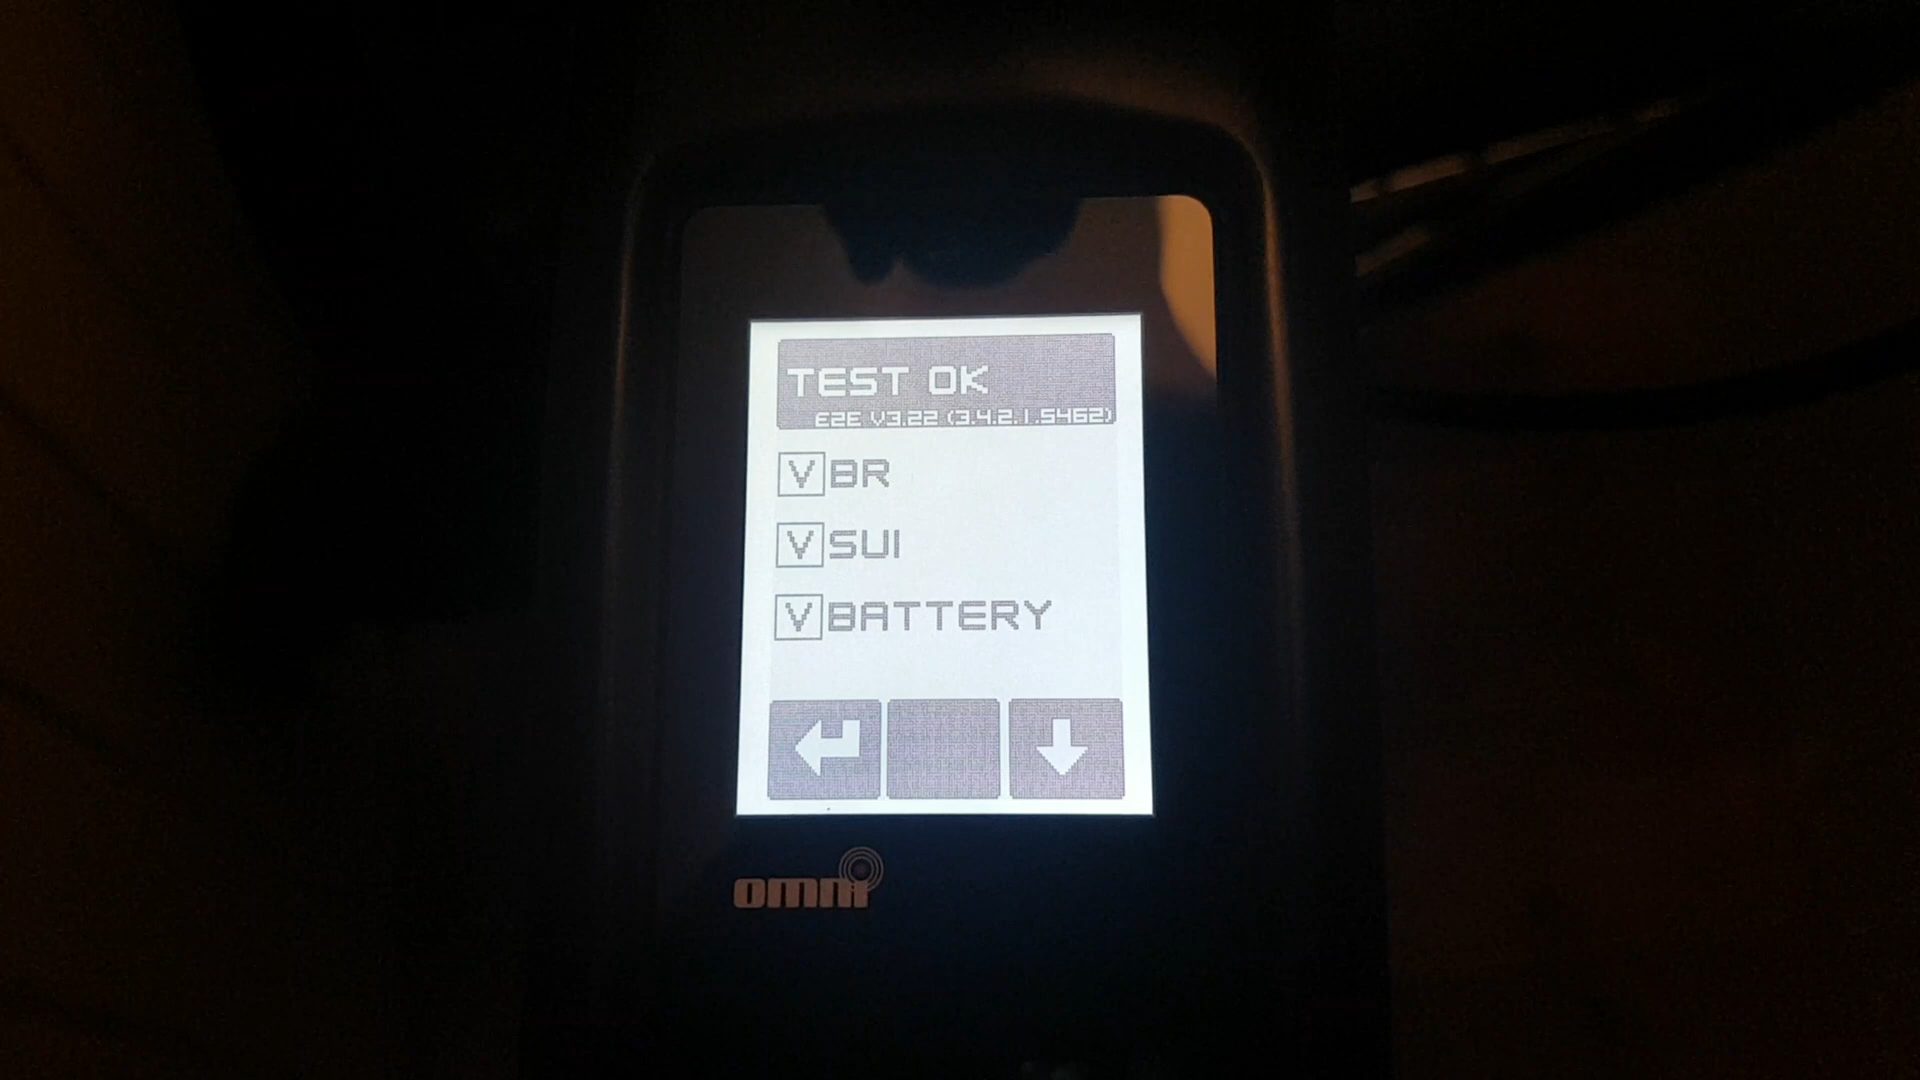 TEST OK
E2E V3.22 (3.4.2.1.5462)
V BR
V SUI
V BATTERY
omni